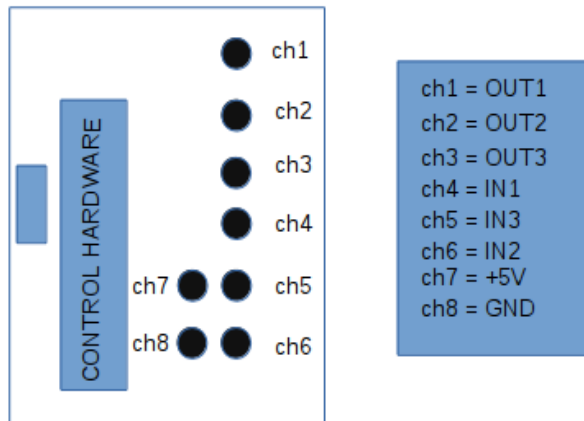 CONTROL HARDWARE
ch1
ch2
ch3
ch4
ch7
ch5
ch8
ch6
ch1 = OUT1
ch2 = OUT2
ch3 = OUT3
ch4 = IN1
ch5 = IN3
ch6 = IN2
ch7 = +5V
ch8 = GND